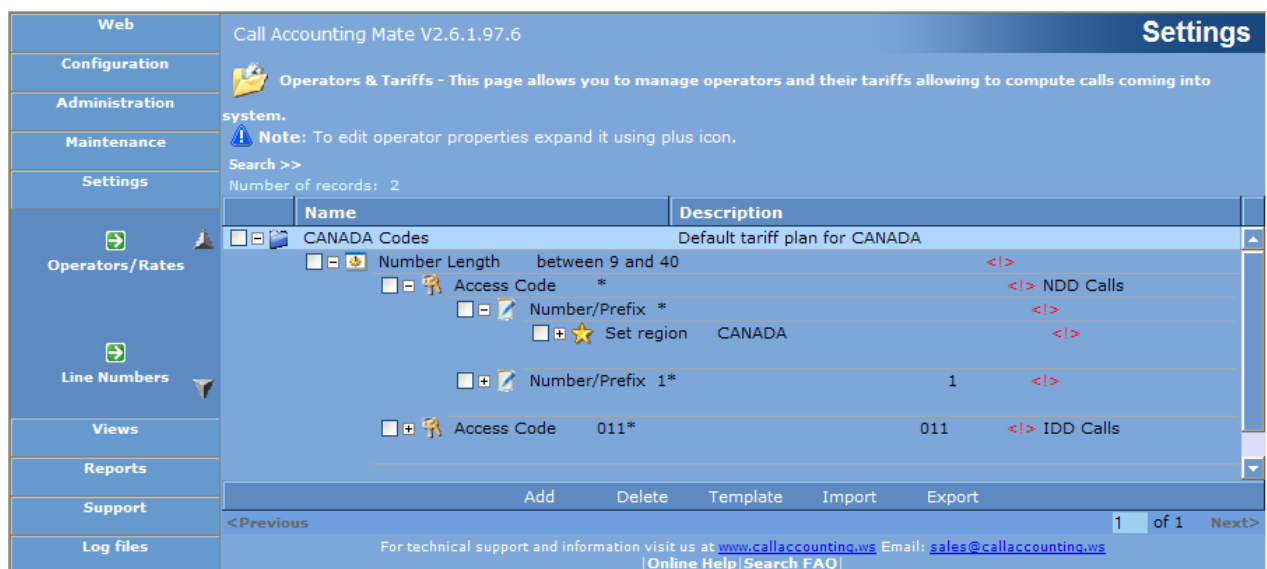 Web
Configuration
Administration
Maintenance
Settings
Operators/Rates
Line Numbers
Views
Reports
Support
Log files
Call Accounting Mate V2.6.1.97.6 Settings
Operators & Tariffs - This page allows you to manage operators and their tariffs allowing to compute calls coming into
system.
Note: To edit operator properties expand it using plus icon.
Search >>
Number of records: 2
Name Description
CANADA Codes Default tariff plan for CANADA
Number Length between 9 and 40 <!>
Access Code * <!> NDD Calls
Number/Prefix * <!>
Set region CANADA <!>
Number/Prefix 1* 1 <!>
Access Code 011* 011 <!> IDD Calls
Add Delete Template Import Export
<Previous 1 of 1 Next>
For technical support and information visit us at www.callaccounting.ws Email: sales@callaccounting.ws
|Online Help|Search FAQ|